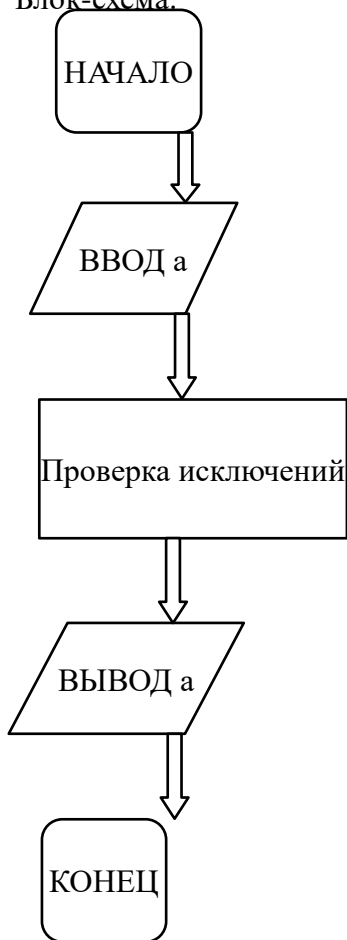 Блок-схема:
НАЧАЛО
ВВОД а
Проверка исключений
ВЫВОД а
КОНЕЦ